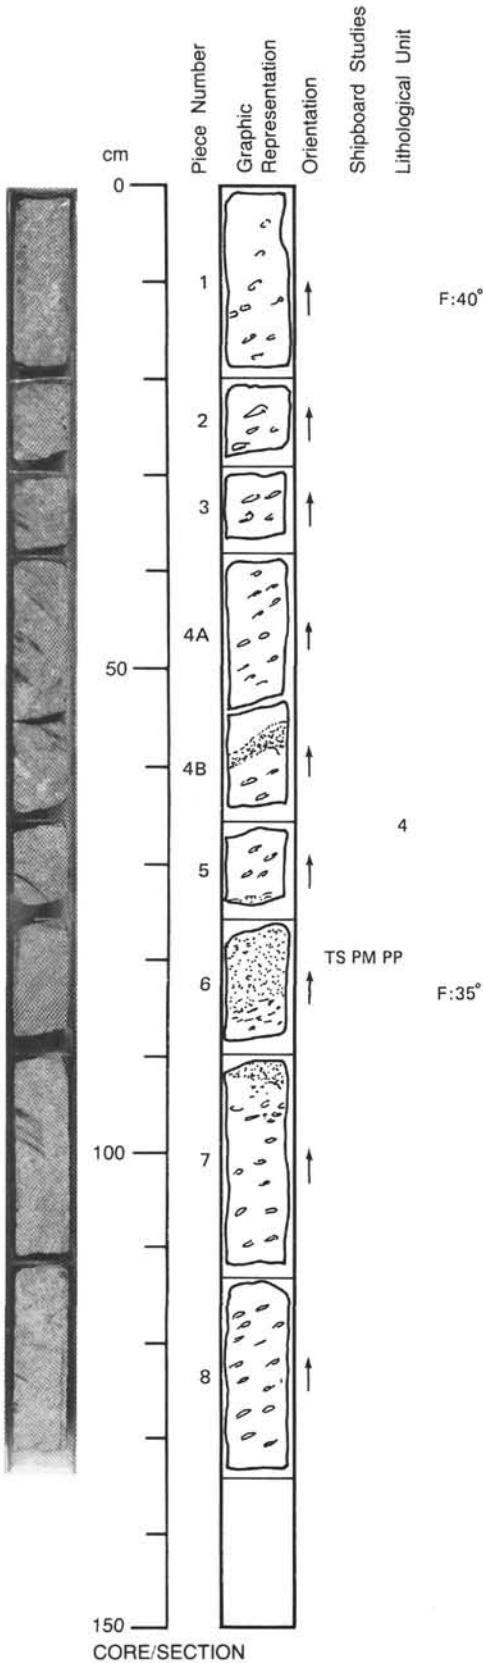 Piece Number
Graphic
Representation
Orientation
Shipboard Studies
Lithological Unit
cm
0
1
F:40°
2
3
4A
50
4B
4
5
TS PM PP
6
F:35°
100
7
8
150
CORE/SECTION